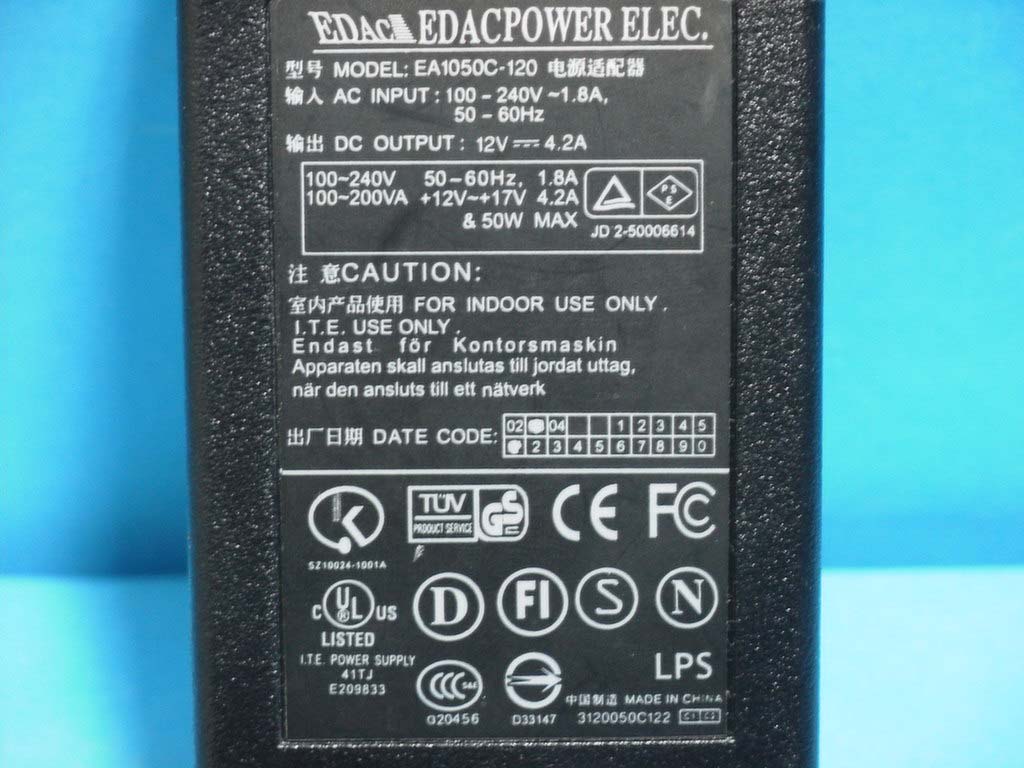 EDAC EDACPOWER ELEC.
型号 MODEL: EA1050C-120 电源适配器
输入 AC INPUT : 100 - 240V ~1.8A,
50 - 60Hz
输出 DC OUTPUT : 12V ⎓ 4.2A
100~240V 50-60Hz, 1.8A
100~200VA +12V~+17V 4.2A
& 50W MAX
PS
E
JD 2-50006614
注 意CAUTION:
室内产品使用 FOR INDOOR USE ONLY .
I.T.E. USE ONLY .
Endast för Kontorsmaskin
Apparaten skall anslutas till jordat uttag,
när den ansluts till ett nätverk
出厂日期 DATE CODE:
02 04 1 2 3 4 5
2 3 4 5 6 7 8 9 0
K
TÜV
PRODUCT SERVICE
GS
CE
FC
SZ10024-1001A
c UL US
LISTED
D
FI
S
N
I.T.E. POWER SUPPLY
41TJ
E209833
CCC S&E
020456
D33147
LPS
中国制造 MADE IN CHINA
3120050C122